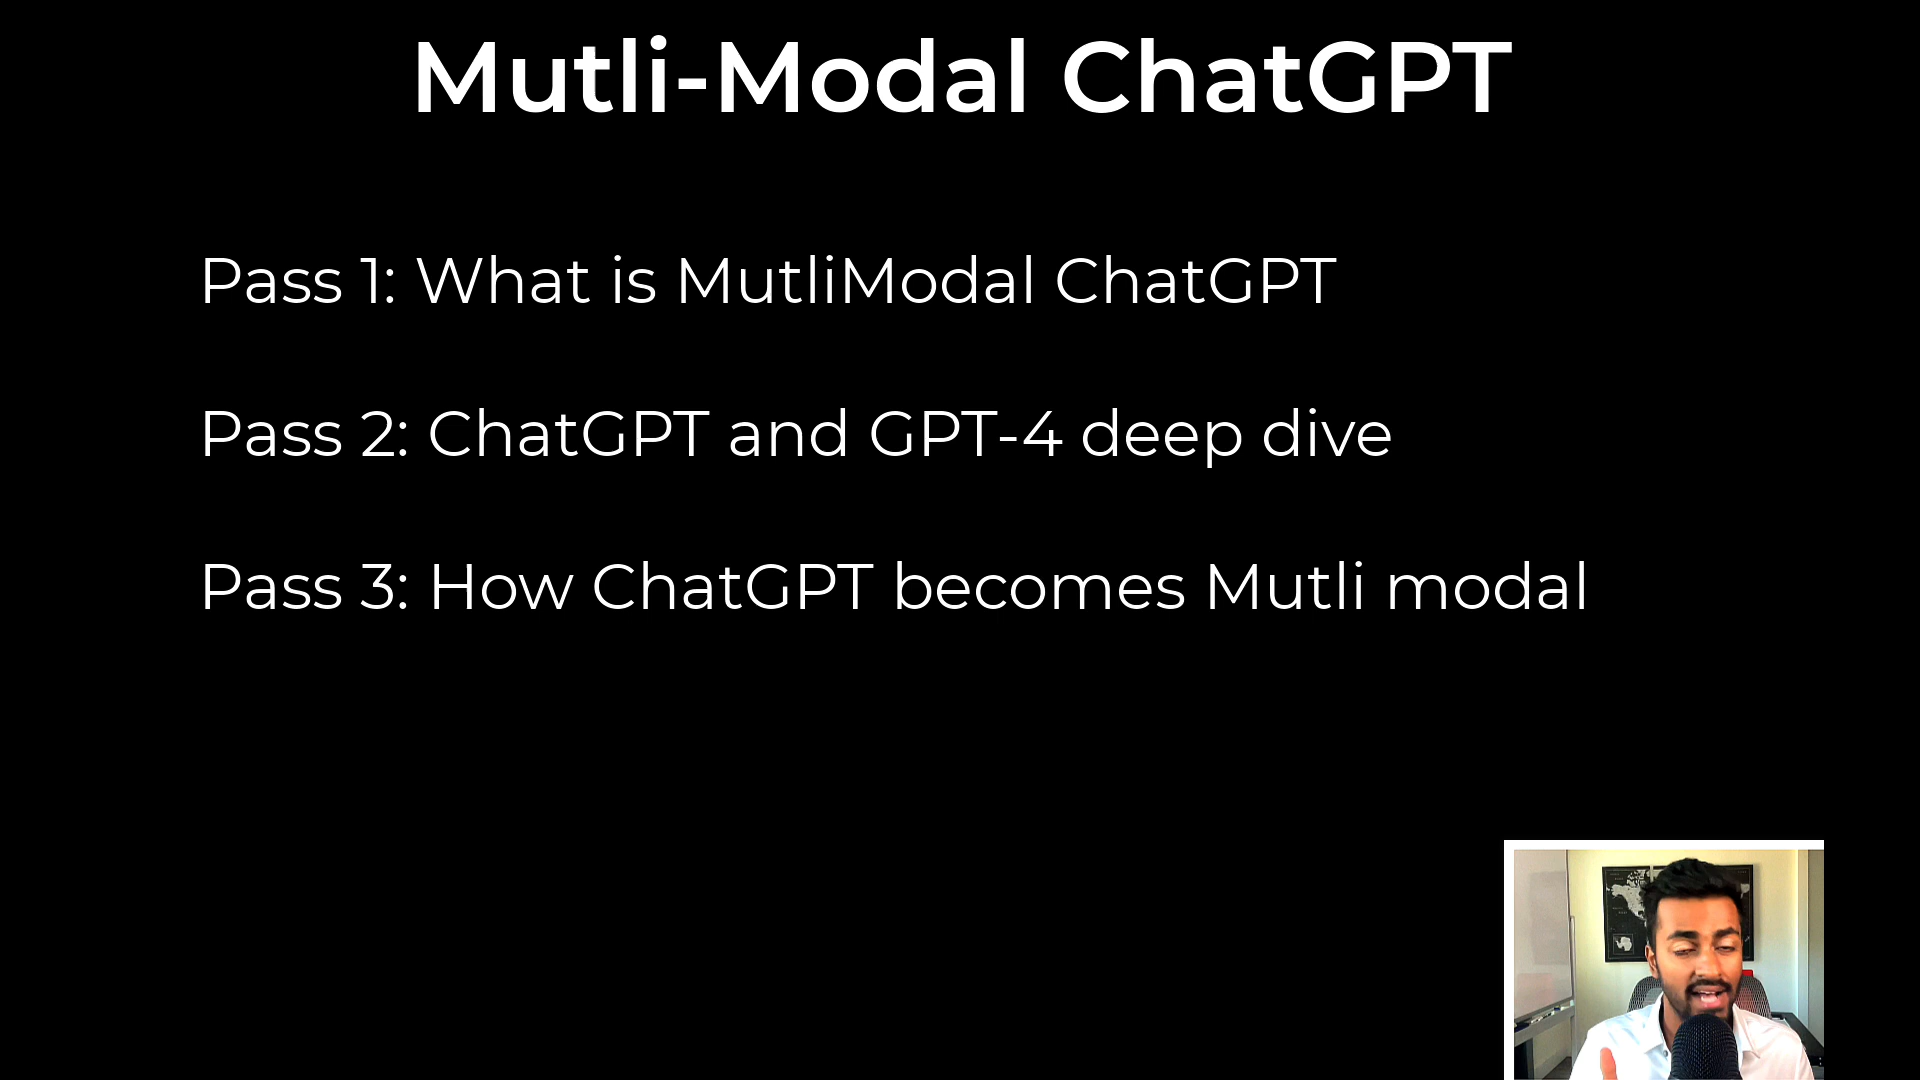 Mutli-Modal ChatGPT
Pass 1: What is MutliModal ChatGPT
Pass 2: ChatGPT and GPT-4 deep dive
Pass 3: How ChatGPT becomes Mutli modal